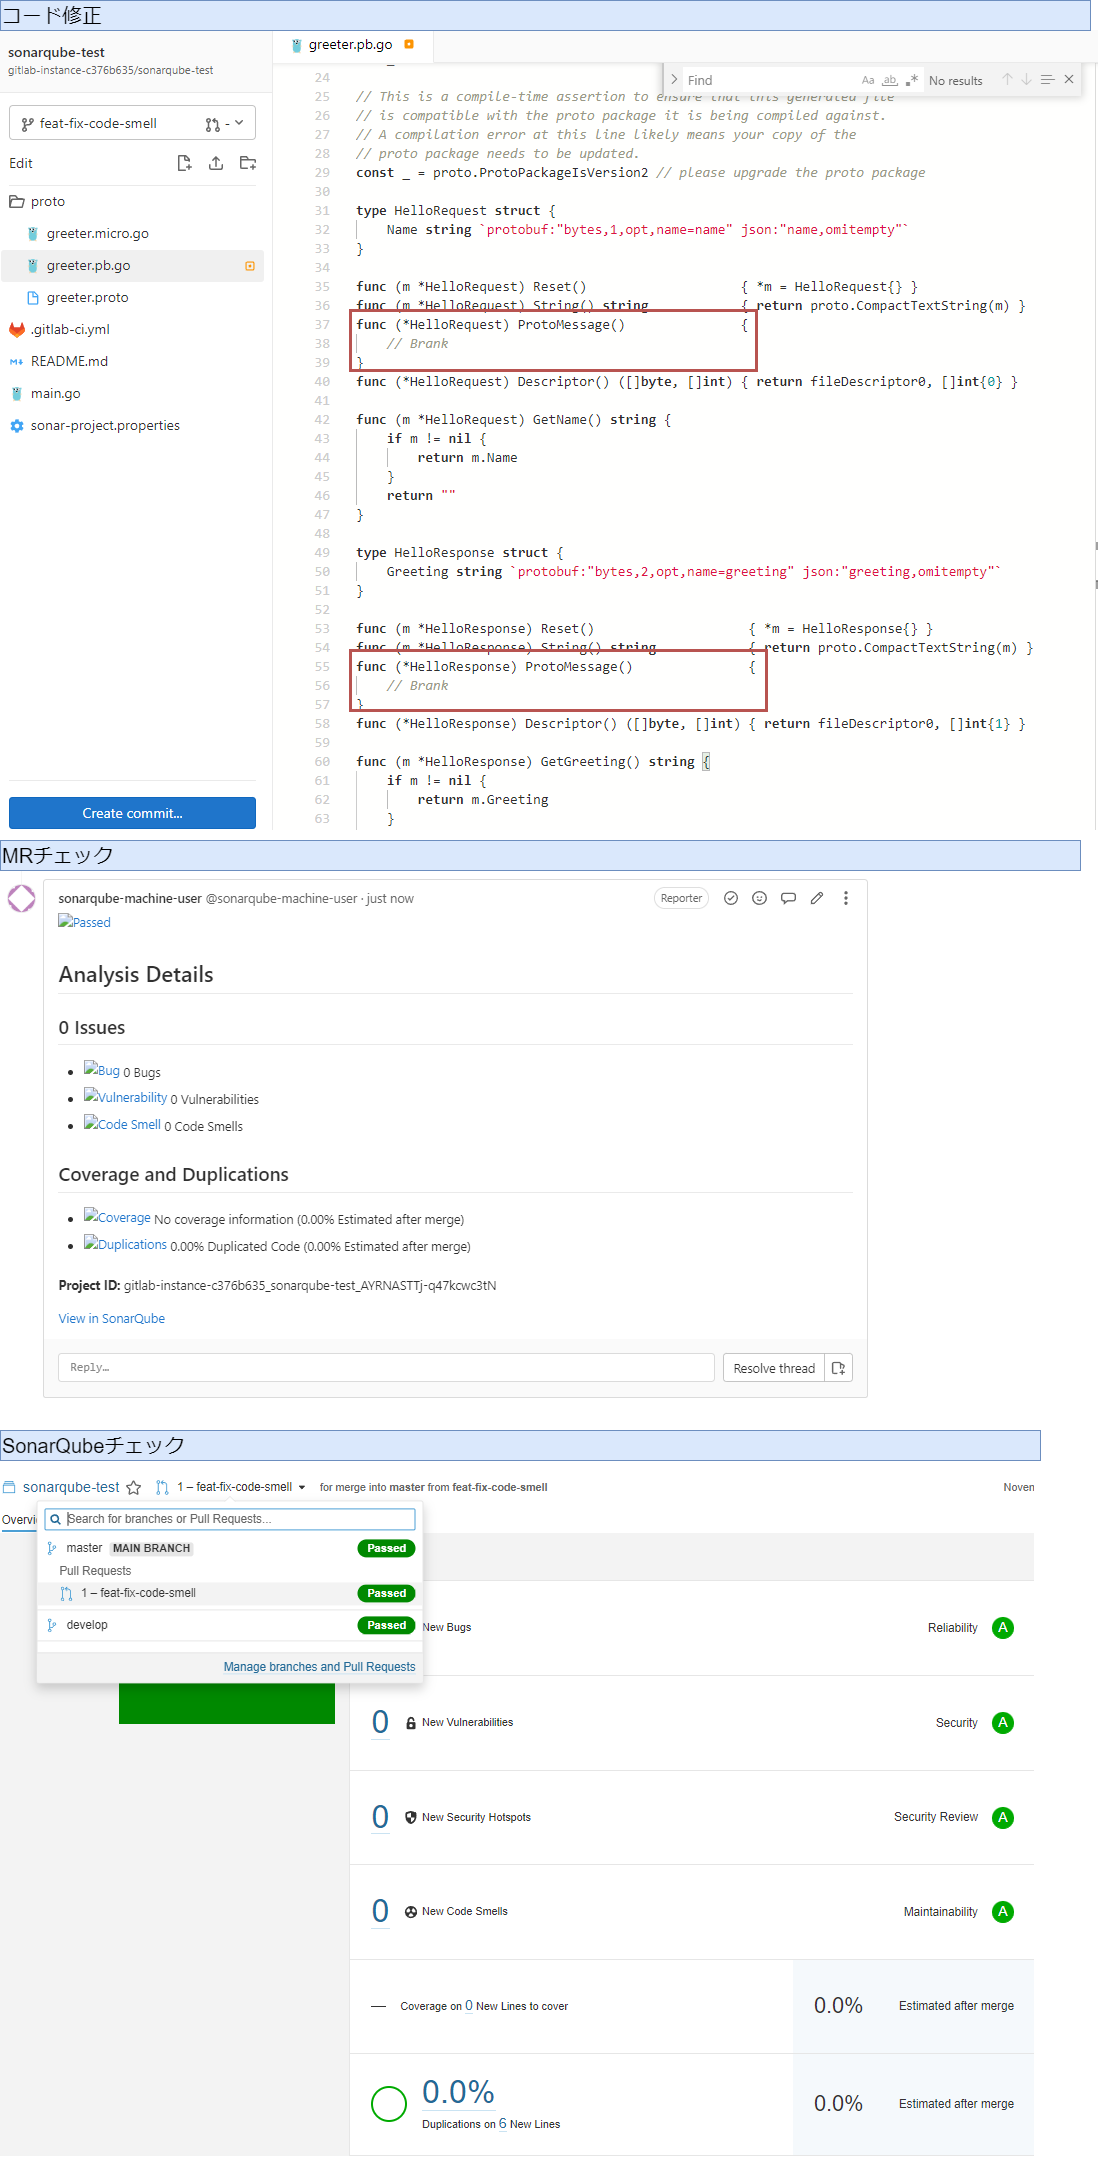 コード修正
sonarqube-test
gitlab-instance-c376b635/sonarqube-test
feat-fix-code-smell
-
Edit
proto
greeter.micro.go
greeter.pb.go
greeter.proto
.gitlab-ci.yml
README.md
main.go
sonar-project.properties
Create commit...
greeter.pb.go
Find
Aa
ab
No results
24
25 // This is a compile-time assertion to ensure that this generated file
26 // is compatible with the proto package it is being compiled against.
27 // A compilation error at this line likely means your copy of the
28 // proto package needs to be updated.
29 const _ = proto.ProtoPackageIsVersion2 // please upgrade the proto package
30
31 type HelloRequest struct {
32 Name string `protobuf:"bytes,1,opt,name=name" json:"name,omitempty"`
33 }
34
35 func (m *HelloRequest) Reset() { *m = HelloRequest{} }
36 func (m *HelloRequest) String() string { return proto.CompactTextString(m) }
37 func (*HelloRequest) ProtoMessage() {
38 // Brank
39 }
40 func (*HelloRequest) Descriptor() ([]byte, []int) { return fileDescriptor0, []int{0} }
41
42 func (m *HelloRequest) GetName() string {
43 if m != nil {
44 return m.Name
45 }
46 return ""
47 }
48
49 type HelloResponse struct {
50 Greeting string `protobuf:"bytes,2,opt,name=greeting" json:"greeting,omitempty"`
51 }
52
53 func (m *HelloResponse) Reset() { *m = HelloResponse{} }
54 func (m *HelloResponse) String() string { return proto.CompactTextString(m) }
55 func (*HelloResponse) ProtoMessage() {
56 // Brank
57 }
58 func (*HelloResponse) Descriptor() ([]byte, []int) { return fileDescriptor0, []int{1} }
59
60 func (m *HelloResponse) GetGreeting() string {
61 if m != nil {
62 return m.Greeting
63 }
MRチェック
sonarqube-machine-user @sonarqube-machine-user · just now
Reporter
Passed
Analysis Details
0 Issues
• Bug 0 Bugs
• Vulnerability 0 Vulnerabilities
• Code Smell 0 Code Smells
Coverage and Duplications
• Coverage No coverage information (0.00% Estimated after merge)
• Duplications 0.00% Duplicated Code (0.00% Estimated after merge)
Project ID: gitlab-instance-c376b635_sonarqube-test_AYRNASTTj-q47kcwc3tN
View in SonarQube
Reply…
Resolve thread
SonarQubeチェック
sonarqube-test
1 – feat-fix-code-smell
for merge into master from feat-fix-code-smell
Noven
Overvi
Search for branches or Pull Requests...
master MAIN BRANCH Passed
Pull Requests
1 – feat-fix-code-smell Passed
develop Passed
Manage branches and Pull Requests
New Bugs Reliability A
0 New Vulnerabilities Security A
0 New Security Hotspots Security Review A
0 New Code Smells Maintainability A
— Coverage on 0 New Lines to cover 0.0% Estimated after merge
0.0%
Duplications on 6 New Lines
0.0% Estimated after merge